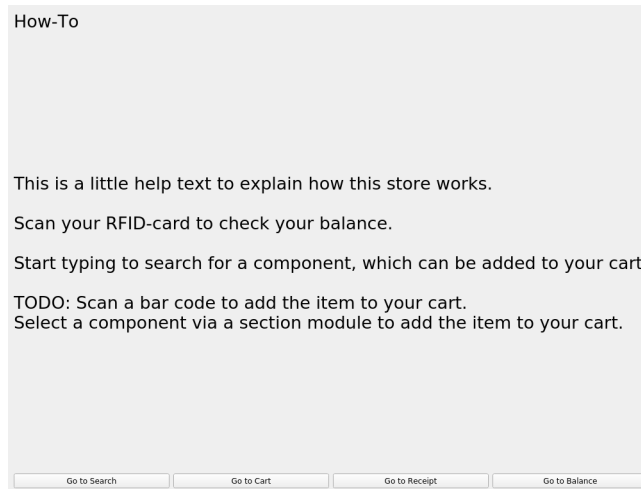 How-To
This is a little help text to explain how this store works.
Scan your RFID-card to check your balance.
Start typing to search for a component, which can be added to your cart
TODO: Scan a bar code to add the item to your cart.
Select a component via a section module to add the item to your cart.
Go to Search
Go to Cart
Go to Receipt
Go to Balance